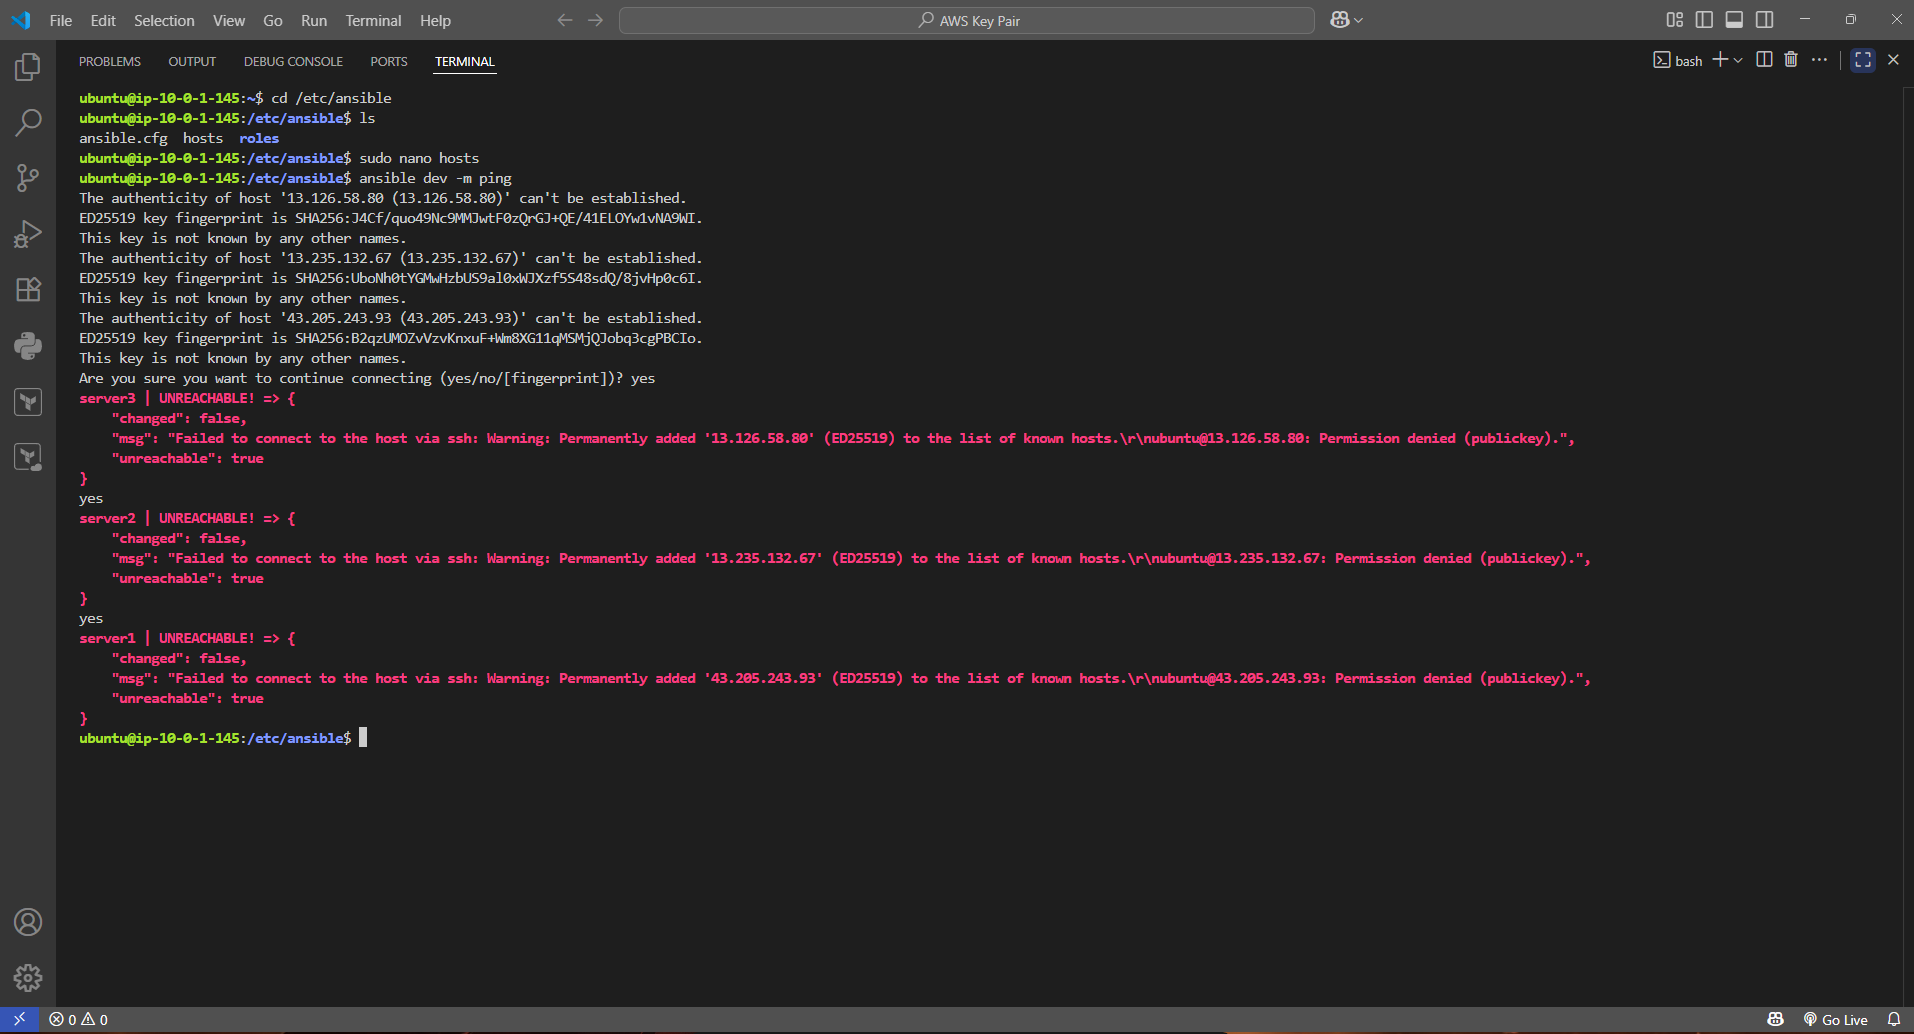 File Edit Selection View Go Run Terminal Help
AWS Key Pair
PROBLEMS OUTPUT DEBUG CONSOLE PORTS TERMINAL
bash
ubuntu@ip-10-0-1-145:~$ cd /etc/ansible
ubuntu@ip-10-0-1-145:/etc/ansible$ ls
ansible.cfg hosts roles
ubuntu@ip-10-0-1-145:/etc/ansible$ sudo nano hosts
ubuntu@ip-10-0-1-145:/etc/ansible$ ansible dev -m ping
The authenticity of host '13.126.58.80 (13.126.58.80)' can't be established.
ED25519 key fingerprint is SHA256:J4Cf/quo49Nc9MMJwtF0zQrGJ+QE/41ELOYw1vNA9WI.
This key is not known by any other names.
The authenticity of host '13.235.132.67 (13.235.132.67)' can't be established.
ED25519 key fingerprint is SHA256:UboNh0tYGMwHzbUS9al0xWJXzf5S48sdQ/8jvHp0c6I.
This key is not known by any other names.
The authenticity of host '43.205.243.93 (43.205.243.93)' can't be established.
ED25519 key fingerprint is SHA256:B2qzUMOZvVzvKnxuF+Wm8XG11qMSMjQJobq3cgPBCIo.
This key is not known by any other names.
Are you sure you want to continue connecting (yes/no/[fingerprint])? yes
server3 | UNREACHABLE! => {
    "changed": false,
    "msg": "Failed to connect to the host via ssh: Warning: Permanently added '13.126.58.80' (ED25519) to the list of known hosts.\r\nubuntu@13.126.58.80: Permission denied (publickey).",
    "unreachable": true
}
yes
server2 | UNREACHABLE! => {
    "changed": false,
    "msg": "Failed to connect to the host via ssh: Warning: Permanently added '13.235.132.67' (ED25519) to the list of known hosts.\r\nubuntu@13.235.132.67: Permission denied (publickey).",
    "unreachable": true
}
yes
server1 | UNREACHABLE! => {
    "changed": false,
    "msg": "Failed to connect to the host via ssh: Warning: Permanently added '43.205.243.93' (ED25519) to the list of known hosts.\r\nubuntu@43.205.243.93: Permission denied (publickey).",
    "unreachable": true
}
ubuntu@ip-10-0-1-145:/etc/ansible$
0 0 Go Live